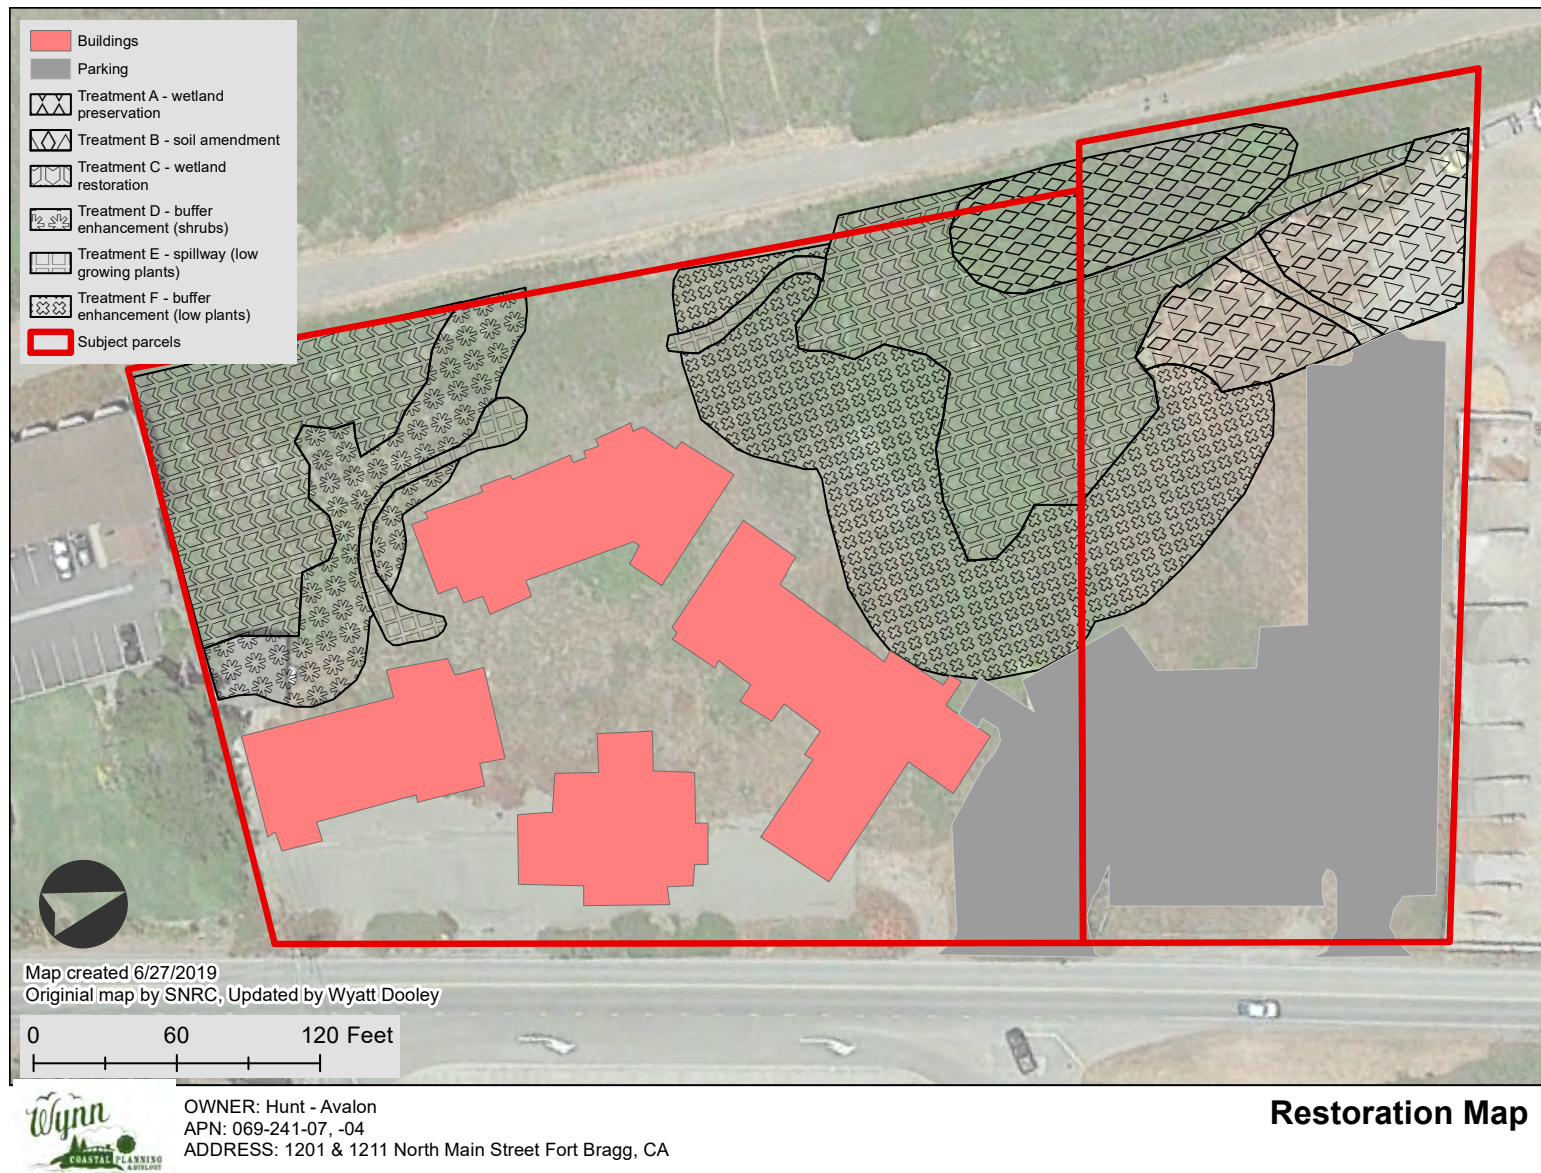 Buildings
Parking
Treatment A - wetland
preservation
Treatment B - soil amendment
Treatment C - wetland
restoration
Treatment D - buffer
enhancement (shrubs)
Treatment E - spillway (low
growing plants)
Treatment F - buffer
enhancement (low plants)
Subject parcels
Map created 6/27/2019
Originial map by SNRC, Updated by Wyatt Dooley
0 60 120 Feet
Wynn
COASTAL PLANNING
& BIOLOGY
OWNER: Hunt - Avalon
APN: 069-241-07, -04
ADDRESS: 1201 & 1211 North Main Street Fort Bragg, CA
Restoration Map